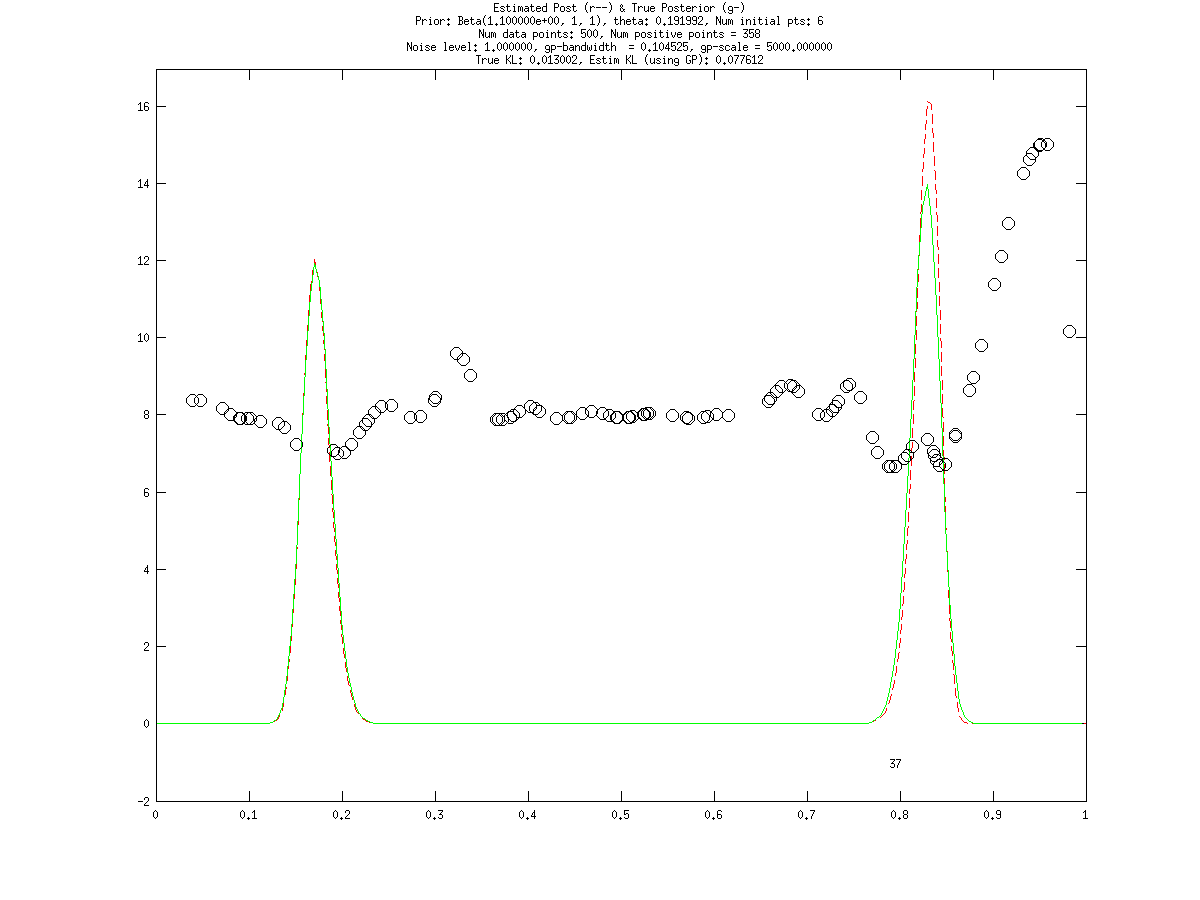 Estimated Post (r--) & True Posterior (g-)
Prior: Beta(1.100000e+00, 1, 1), theta: 0.191992, Num initial pts: 6
Num data points: 500, Num positive points = 358
Noise level: 1.000000, gp-bandwidth  = 0.104525, gp-scale = 5000.000000
True KL: 0.013002, Estim KL (using GP): 0.077612
16
14
12
10
8
6
4
2
0
-2
37
0 0.1 0.2 0.3 0.4 0.5 0.6 0.7 0.8 0.9 1